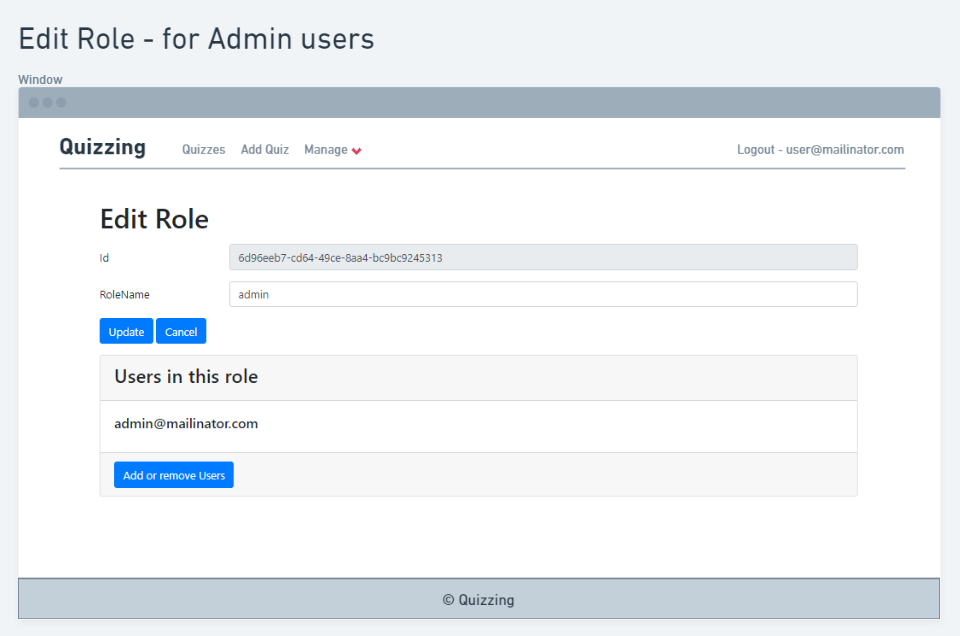 Edit Role - for Admin users
Window
Quizzing Quizzes Add Quiz Manage Logout - user@mailinator.com
Edit Role
Id 6d96eeb7-cd64-49ce-8aa4-bc9bc9245313
RoleName admin
Update Cancel
Users in this role
admin@mailinator.com
Add or remove Users
© Quizzing